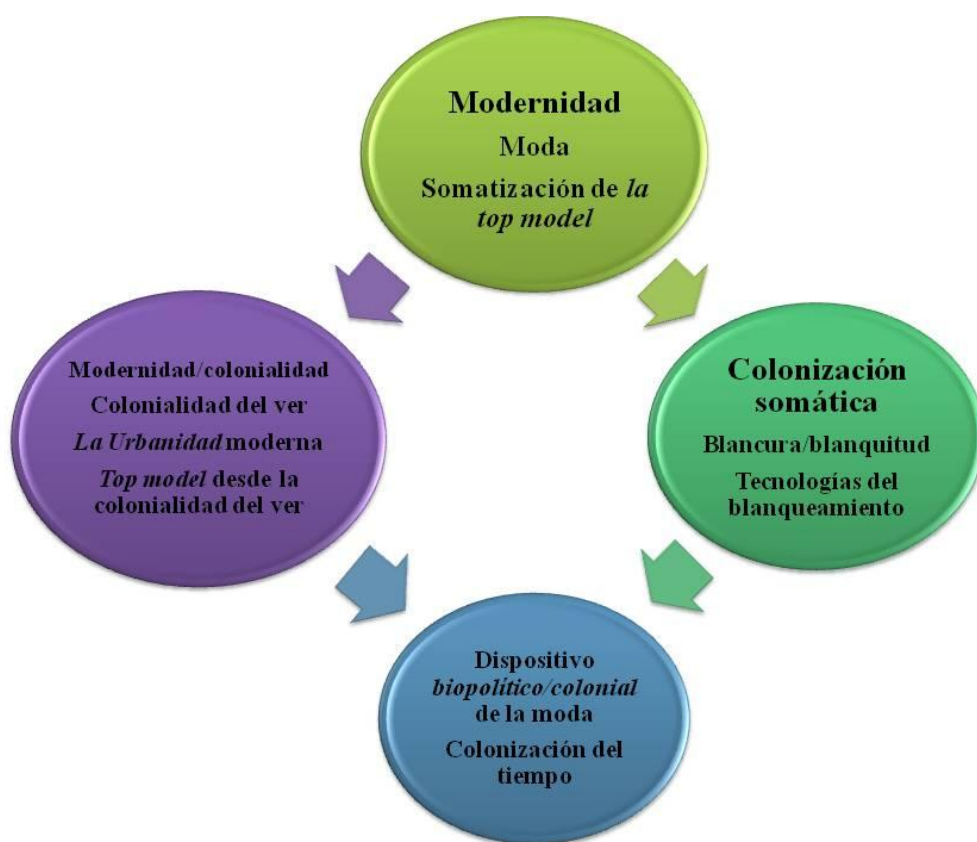 Modernidad
Moda
Somatización de la
top model
Modernidad/colonialidad
Colonialidad del ver
La Urbanidad moderna
Top model desde la
colonialidad del ver
Colonización
somática
Blancura/blanquitud
Tecnologías del
blanqueamiento
Dispositivo
biopolítico/colonial
de la moda
Colonización del
tiempo